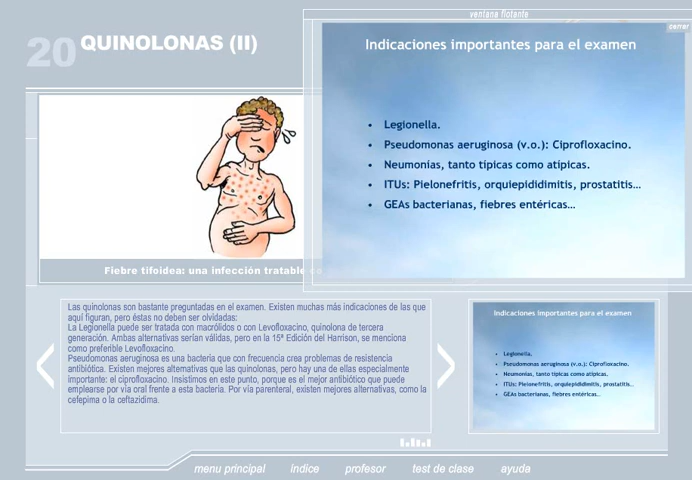 ventana flotante
cerrar
20 QUINOLONAS (II)
Indicaciones importantes para el examen
• Legionella.
• Pseudomonas aeruginosa (v.o.): Ciprofloxacino.
• Neumonías, tanto típicas como atípicas.
• ITUs: Pielonefritis, orquiepididimitis, prostatitis...
• GEAs bacterianas, fiebres entéricas...
Fiebre tifoidea: una infección tratable
Las quinolonas son bastante preguntadas en el examen. Existen muchas más indicaciones de las que
aquí figuran, pero éstas no deben ser olvidadas:
La Legionella puede ser tratada con macrólidos o con Levofloxacino, quinolona de tercera
generación. Ambas alternativas serían válidas, pero en la 15ª Edición del Harrison, se menciona
como preferible Levofloxacino.
Pseudomonas aeruginosa es una bacteria que con frecuencia crea problemas de resistencia
antibiótica. Existen mejores alternativas que las quinolonas, pero hay una de ellas especialmente
importante: el ciprofloxacino. Insistimos en este punto, porque es el mejor antibiótico que puede
emplearse por vía oral frente a esta bacteria. Por vía parenteral, existen mejores alternativas, como la
cefepima o la ceftazidima.
Indicaciones importantes para el examen
• Legionella.
• Pseudomonas aeruginosa (v.o.): Ciprofloxacino.
• Neumonías, tanto típicas como atípicas.
• ITUs: Pielonefritis, orquiepididimitis, prostatitis...
• GEAs bacterianas, fiebres entéricas...
menu principal índice profesor test de clase ayuda